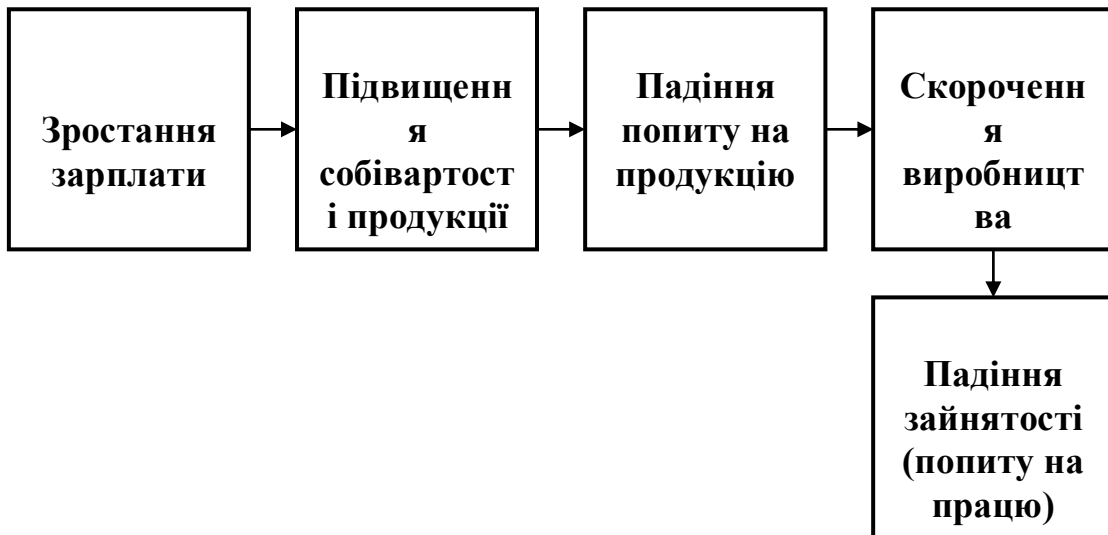 Зростання
зарплати
Підвищенн
я
собівартост
і продукції
Падіння
попиту на
продукцію
Скороченн
я
виробницт
ва
Падіння
зайнятості
(попиту на
працю)